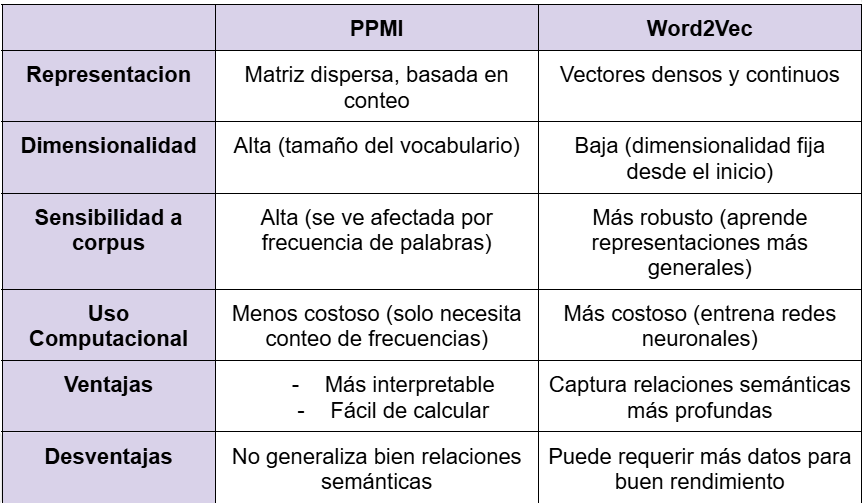 PPMI
Word2Vec
Representacion
Matriz dispersa, basada en
conteo
Vectores densos y continuos
Dimensionalidad
Alta (tamaño del vocabulario)
Baja (dimensionalidad fija
desde el inicio)
Sensibilidad a
corpus
Alta (se ve afectada por
frecuencia de palabras)
Más robusto (aprende
representaciones más
generales)
Uso
Computacional
Menos costoso (solo necesita
conteo de frecuencias)
Más costoso (entrena redes
neuronales)
Ventajas
- Más interpretable
- Fácil de calcular
Captura relaciones semánticas
más profundas
Desventajas
No generaliza bien relaciones
semánticas
Puede requerir más datos para
buen rendimiento